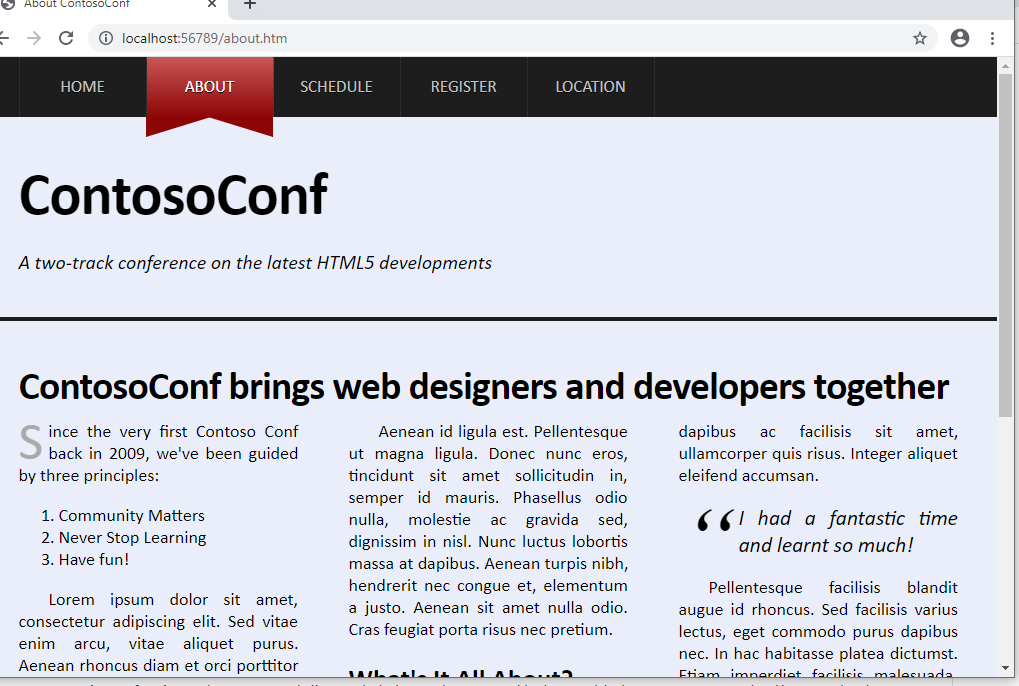 About ContosoConf
localhost:56789/about.htm
HOME ABOUT SCHEDULE REGISTER LOCATION
ContosoConf
A two-track conference on the latest HTML5 developments
ContosoConf brings web designers and developers together
Since the very first Contoso Conf
back in 2009, we've been guided
by three principles:
1. Community Matters
2. Never Stop Learning
3. Have fun!
Lorem ipsum dolor sit amet,
consectetur adipiscing elit. Sed vitae
enim arcu, vitae aliquet purus.
Aenean rhoncus diam et orci porttitor
Aenean id ligula est. Pellentesque
ut magna ligula. Donec nunc eros,
tincidunt sit amet sollicitudin in,
semper id mauris. Phasellus odio
nulla, molestie ac gravida sed,
dignissim in nisl. Nunc luctus lobortis
massa at dapibus. Aenean turpis nibh,
hendrerit nec congue et, elementum
a justo. Aenean sit amet nulla odio.
Cras feugiat porta risus nec pretium.
What's It All About?
dapibus ac facilisis sit amet,
ullamcorper quis risus. Integer aliquet
eleifend accumsan.
“ I had a fantastic time
and learnt so much!
Pellentesque facilisis blandit
augue id rhoncus. Sed facilisis varius
lectus, eget commodo purus dapibus
nec. In hac habitasse platea dictumst.
Etiam imperdiet facilisis malesuada.